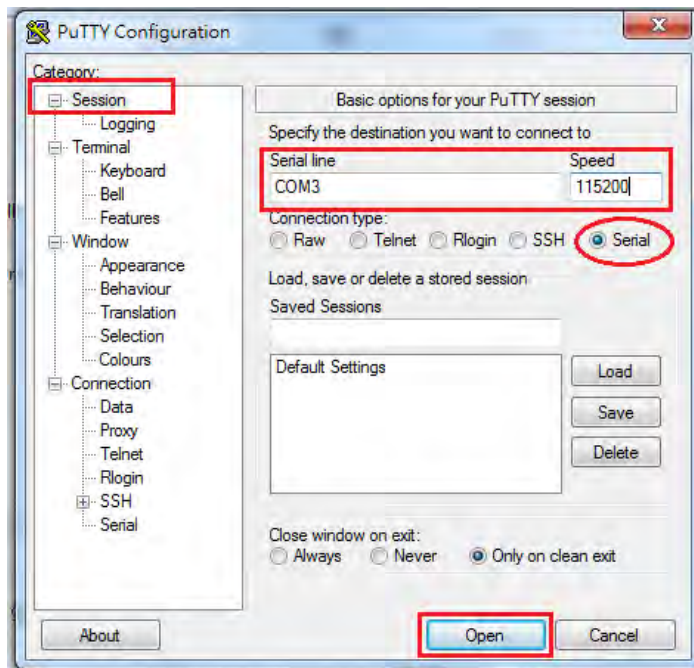 PuTTY Configuration
Category:
Session
Logging
Terminal
Keyboard
Bell
Features
Window
Appearance
Behaviour
Translation
Selection
Colours
Connection
Data
Proxy
Telnet
Rlogin
SSH
Serial
Basic options for your PuTTY session
Specify the destination you want to connect to
Serial line Speed
COM3 115200
Connection type:
Raw Telnet Rlogin SSH Serial
Load, save or delete a stored session
Saved Sessions
Default Settings
Load
Save
Delete
Close window on exit:
Always Never Only on clean exit
About Open Cancel